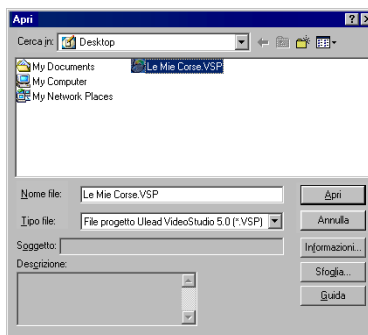 Apri
Cerca in: Desktop
My Documents
My Computer
My Network Places
Le Mie Corse.VSP
Nome file: Le Mie Corse.VSP
Apri
Tipo file: File progetto Ulead VideoStudio 5.0 (*.VSP)
Annulla
Soggetto:
Informazioni...
Descrizione:
Sfoglia...
Guida